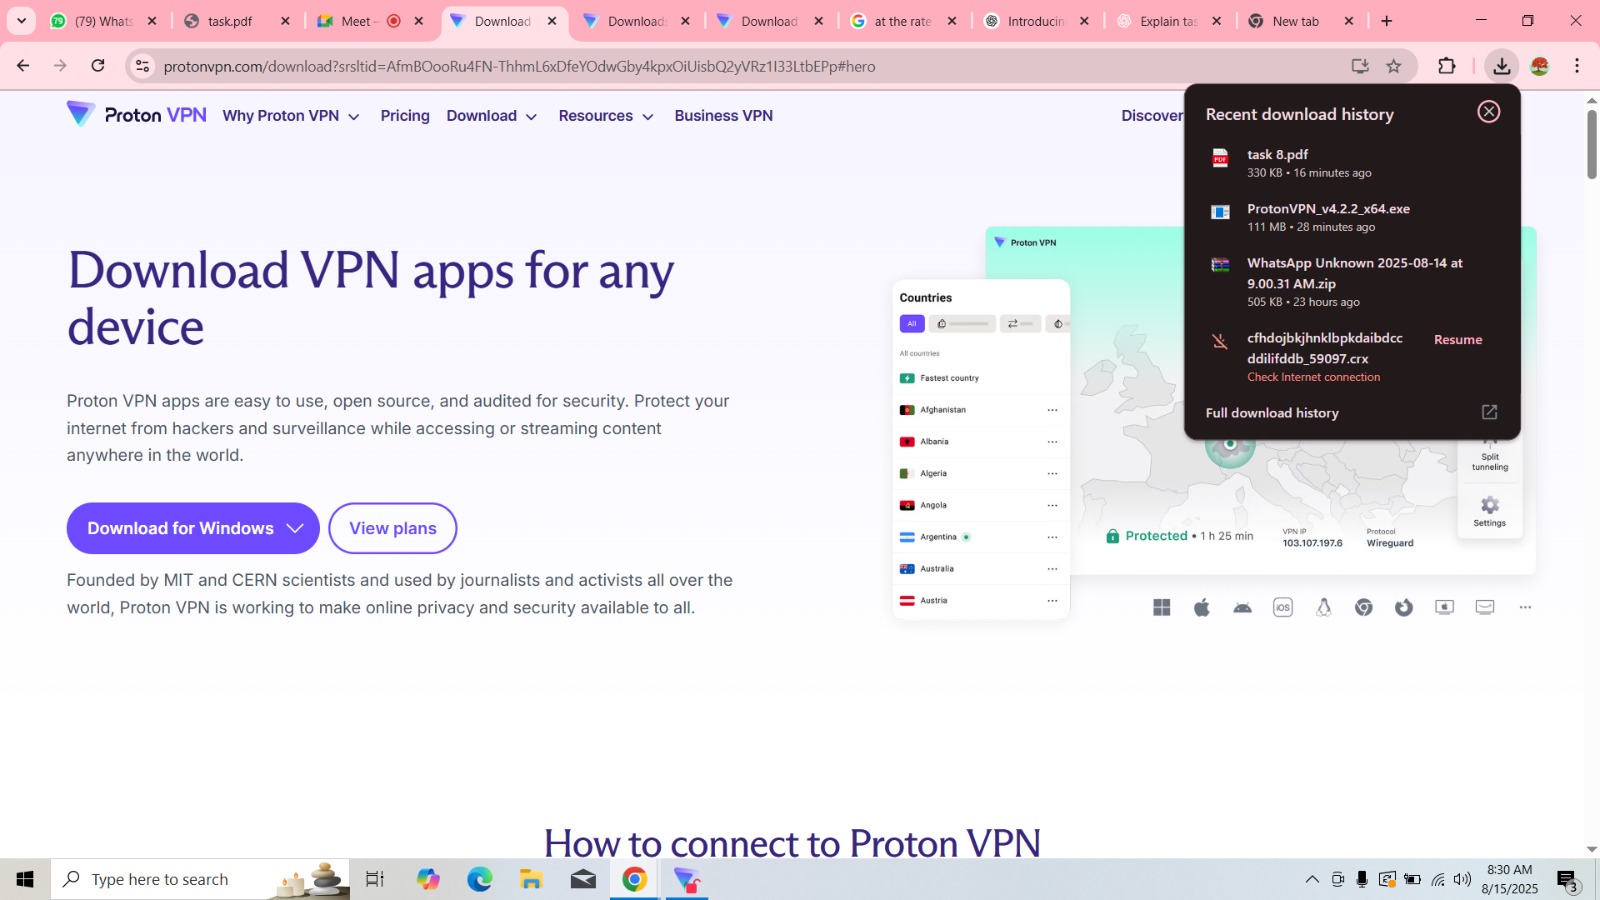 (79) Whats
task.pdf
Meet –
Download
Downloads
Download
at the rate
Introducin
Explain tas
New tab
protonvpn.com/download?srsltid=AfmBOooRu4FN-ThhmL6xDfeYOdwGby4kpxOiUisbQ2yVRz1I33LtbEPp#hero
Proton VPN
Why Proton VPN
Pricing
Download
Resources
Business VPN
Discover
Recent download history
task 8.pdf
330 KB • 16 minutes ago
ProtonVPN_v4.2.2_x64.exe
111 MB • 28 minutes ago
WhatsApp Unknown 2025-08-14 at
9.00.31 AM.zip
505 KB • 23 hours ago
cfhdojbkjhnklbpkdaibdcc
ddilifddb_59097.crx
Resume
Check Internet connection
Full download history
Download VPN apps for any
device
Proton VPN apps are easy to use, open source, and audited for security. Protect your
internet from hackers and surveillance while accessing or streaming content
anywhere in the world.
Download for Windows
View plans
Founded by MIT and CERN scientists and used by journalists and activists all over the
world, Proton VPN is working to make online privacy and security available to all.
Proton VPN
Countries
All
All countries
Fastest country
Afghanistan
Albania
Algeria
Angola
Argentina
Australia
Austria
Protected • 1 h 25 min
VPN IP
103.107.197.6
Protocol
Wireguard
Split
tunneling
Settings
iOS
How to connect to Proton VPN
Type here to search
8:30 AM
8/15/2025
3